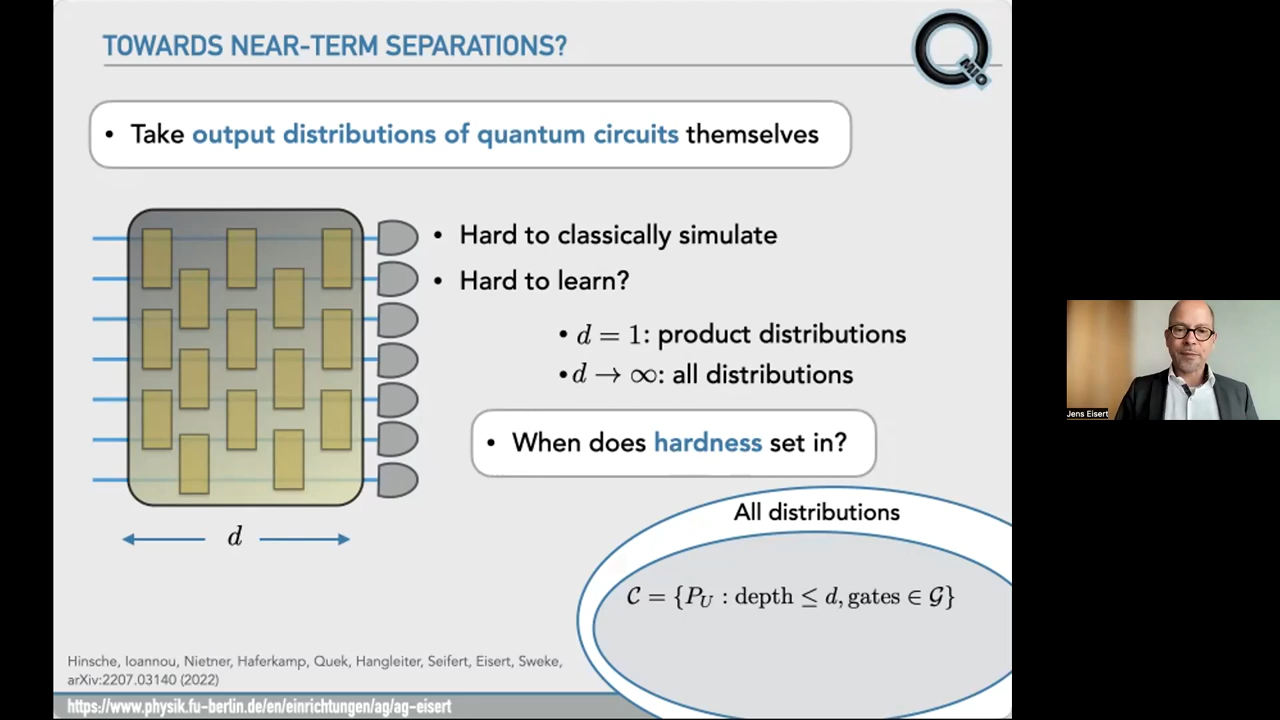 TOWARDS NEAR-TERM SEPARATIONS?
Q MIO
• Take output distributions of quantum circuits themselves
• Hard to classically simulate
• Hard to learn?
• d = 1: product distributions
• d → ∞: all distributions
• When does hardness set in?
d
All distributions
𝒞 = {P_U : depth ≤ d, gates ∈ 𝒢}
Hinsche, Ioannou, Nietner, Haferkamp, Quek, Hangleiter, Seifert, Eisert, Sweke,
arXiv:2207.03140 (2022)
https://www.physik.fu-berlin.de/en/einrichtungen/ag/ag-eisert
Jens Eisert